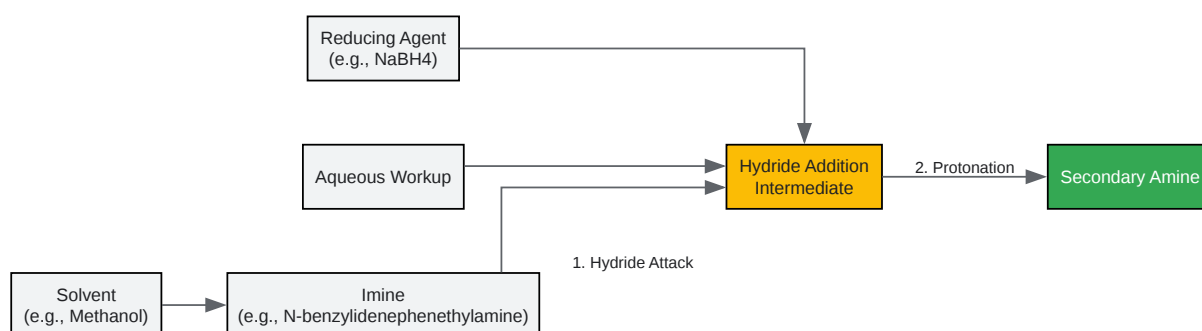 Reducing Agent
(e.g., NaBH4)
Aqueous Workup
Hydride Addition
Intermediate
2. Protonation
Secondary Amine
1. Hydride Attack
Solvent
(e.g., Methanol)
Imine
(e.g., N-benzylidenephenethylamine)